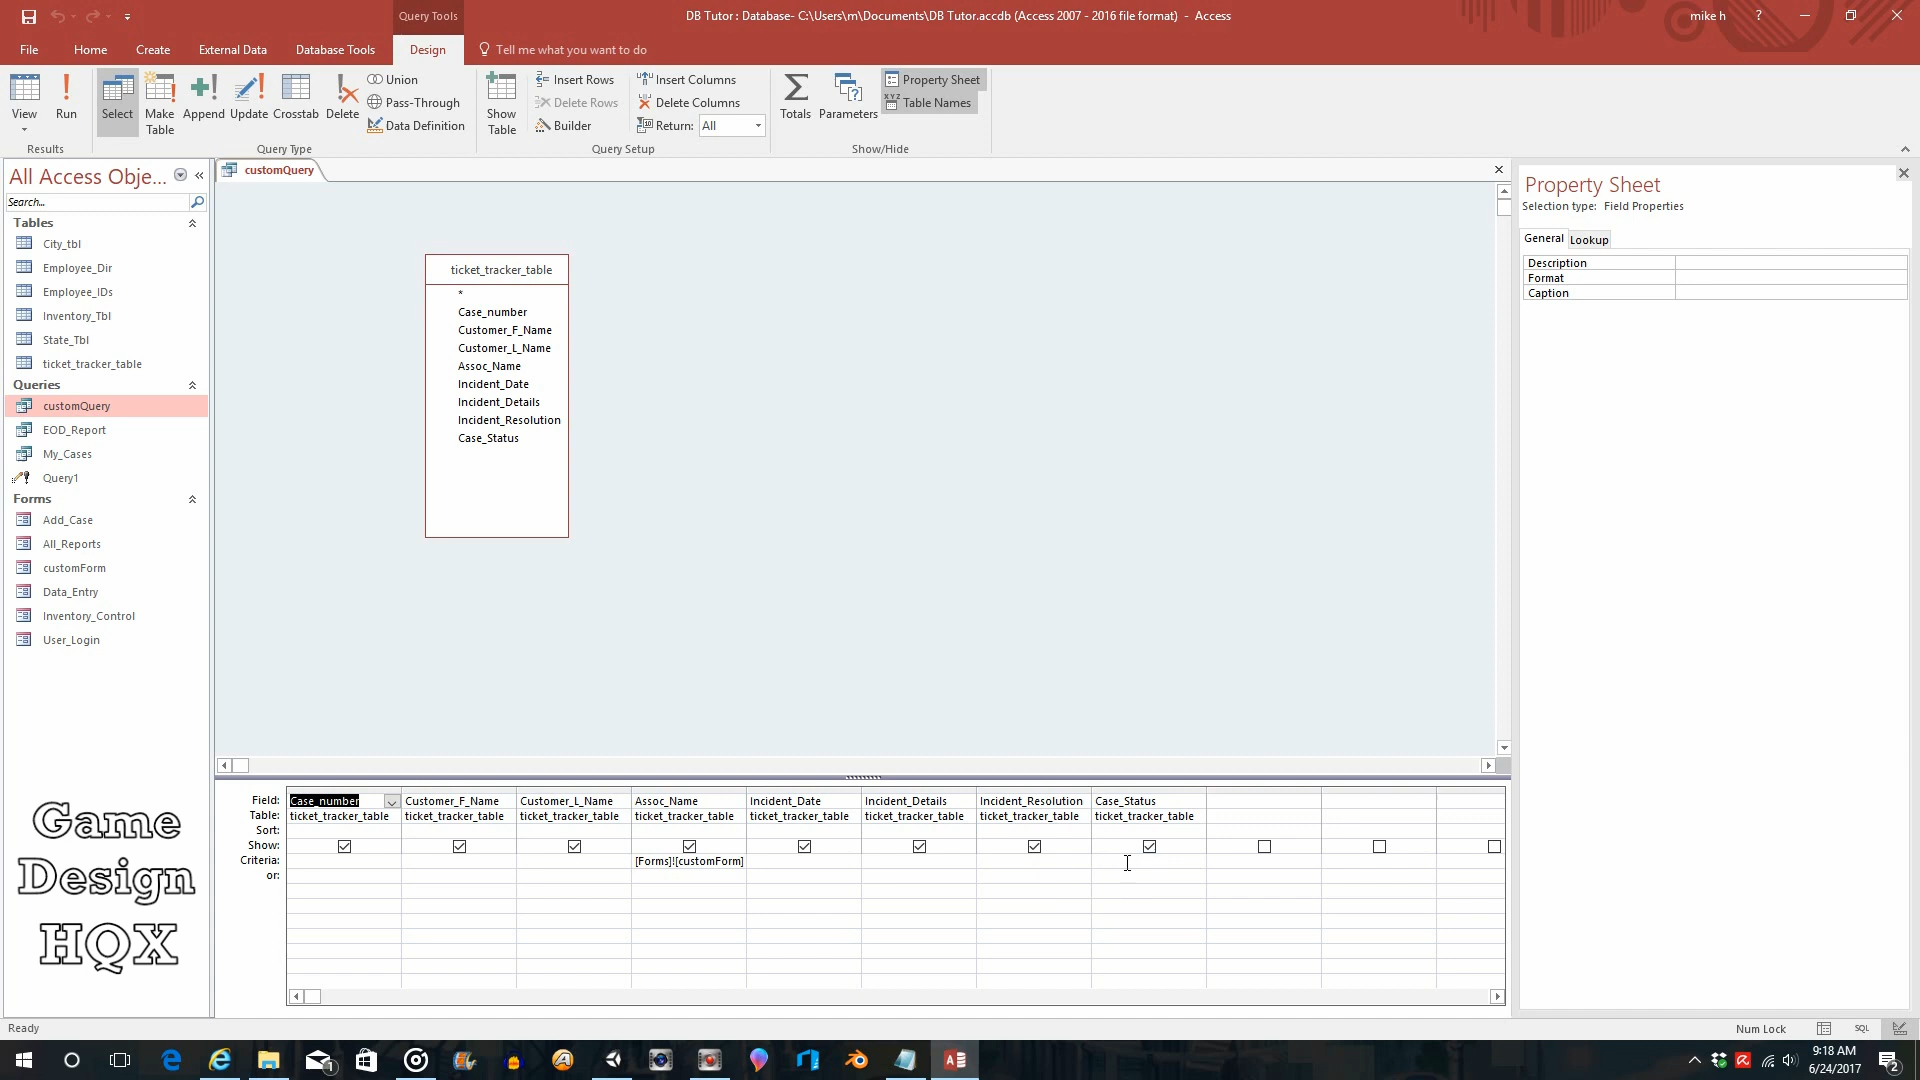 Query Tools
DB Tutor : Database- C:\Users\m\Documents\DB Tutor.accdb (Access 2007 - 2016 file format) - Access
mike h
?
File
Home
Create
External Data
Database Tools
Design
Tell me what you want to do
View
Run
Results
Select
Make
Table
Append
Update
Crosstab
Delete
Union
Pass-Through
Data Definition
Query Type
Show
Table
Insert Rows
Delete Rows
Builder
Insert Columns
Delete Columns
Return: All
Query Setup
Totals
Parameters
Property Sheet
XYZ
Table Names
Show/Hide
All Access Obje...
Search...
Tables
City_tbl
Employee_Dir
Employee_IDs
Inventory_Tbl
State_Tbl
ticket_tracker_table
Queries
customQuery
EOD_Report
My_Cases
Query1
Forms
Add_Case
All_Reports
customForm
Data_Entry
Inventory_Control
User_Login
Game
Design
HQX
customQuery
ticket_tracker_table
*
Case_number
Customer_F_Name
Customer_L_Name
Assoc_Name
Incident_Date
Incident_Details
Incident_Resolution
Case_Status
Field: Case_number Customer_F_Name Customer_L_Name Assoc_Name Incident_Date Incident_Details Incident_Resolution Case_Status
Table: ticket_tracker_table ticket_tracker_table ticket_tracker_table ticket_tracker_table ticket_tracker_table ticket_tracker_table ticket_tracker_table ticket_tracker_table
Sort:
Show:
Criteria: [Forms]![customForm]
or:
Property Sheet
Selection type: Field Properties
General
Lookup
Description
Format
Caption
Ready
Num Lock
SQL
1
9:18 AM
6/24/2017
2